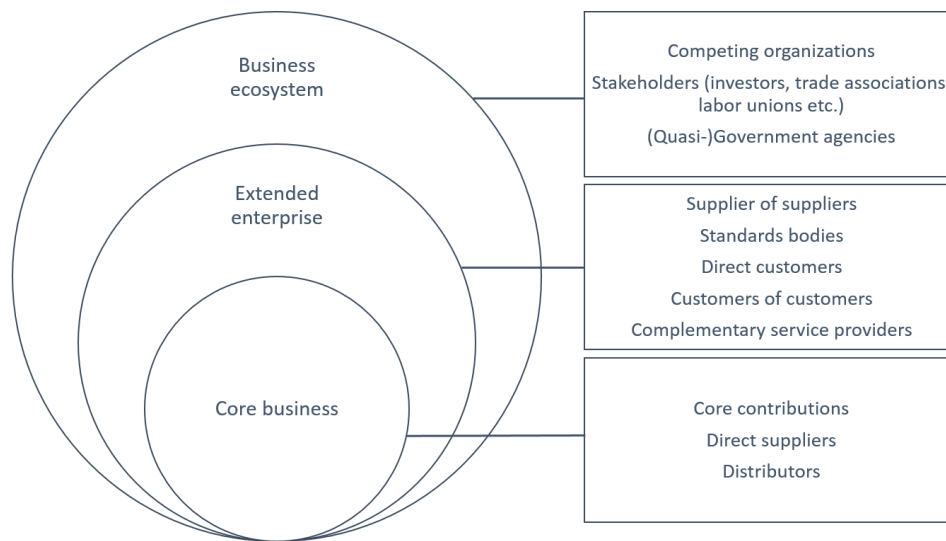 Business
ecosystem
Extended
enterprise
Core business
Competing organizations
Stakeholders (investors, trade associations
labor unions etc.)
(Quasi-)Government agencies
Supplier of suppliers
Standards bodies
Direct customers
Customers of customers
Complementary service providers
Core contributions
Direct suppliers
Distributors